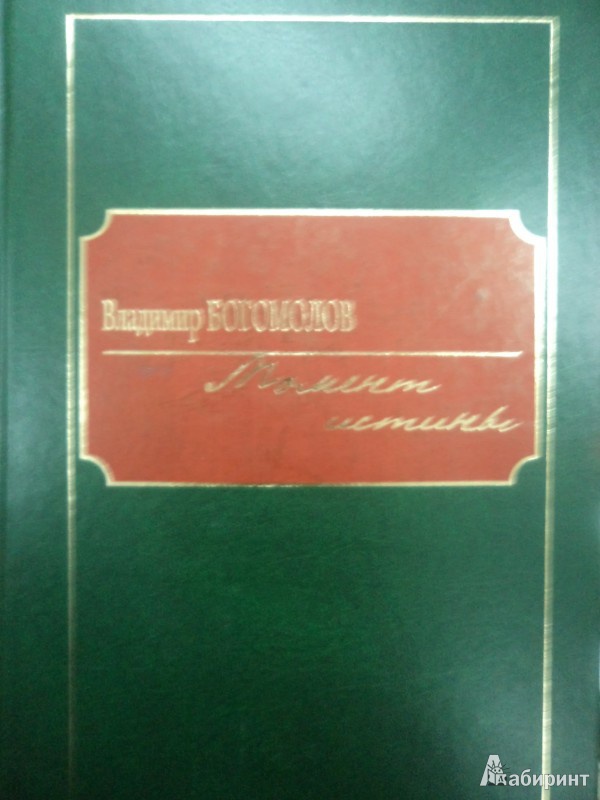 Владимир БОГОМОЛОВ
Момент
истины
Лабиринт